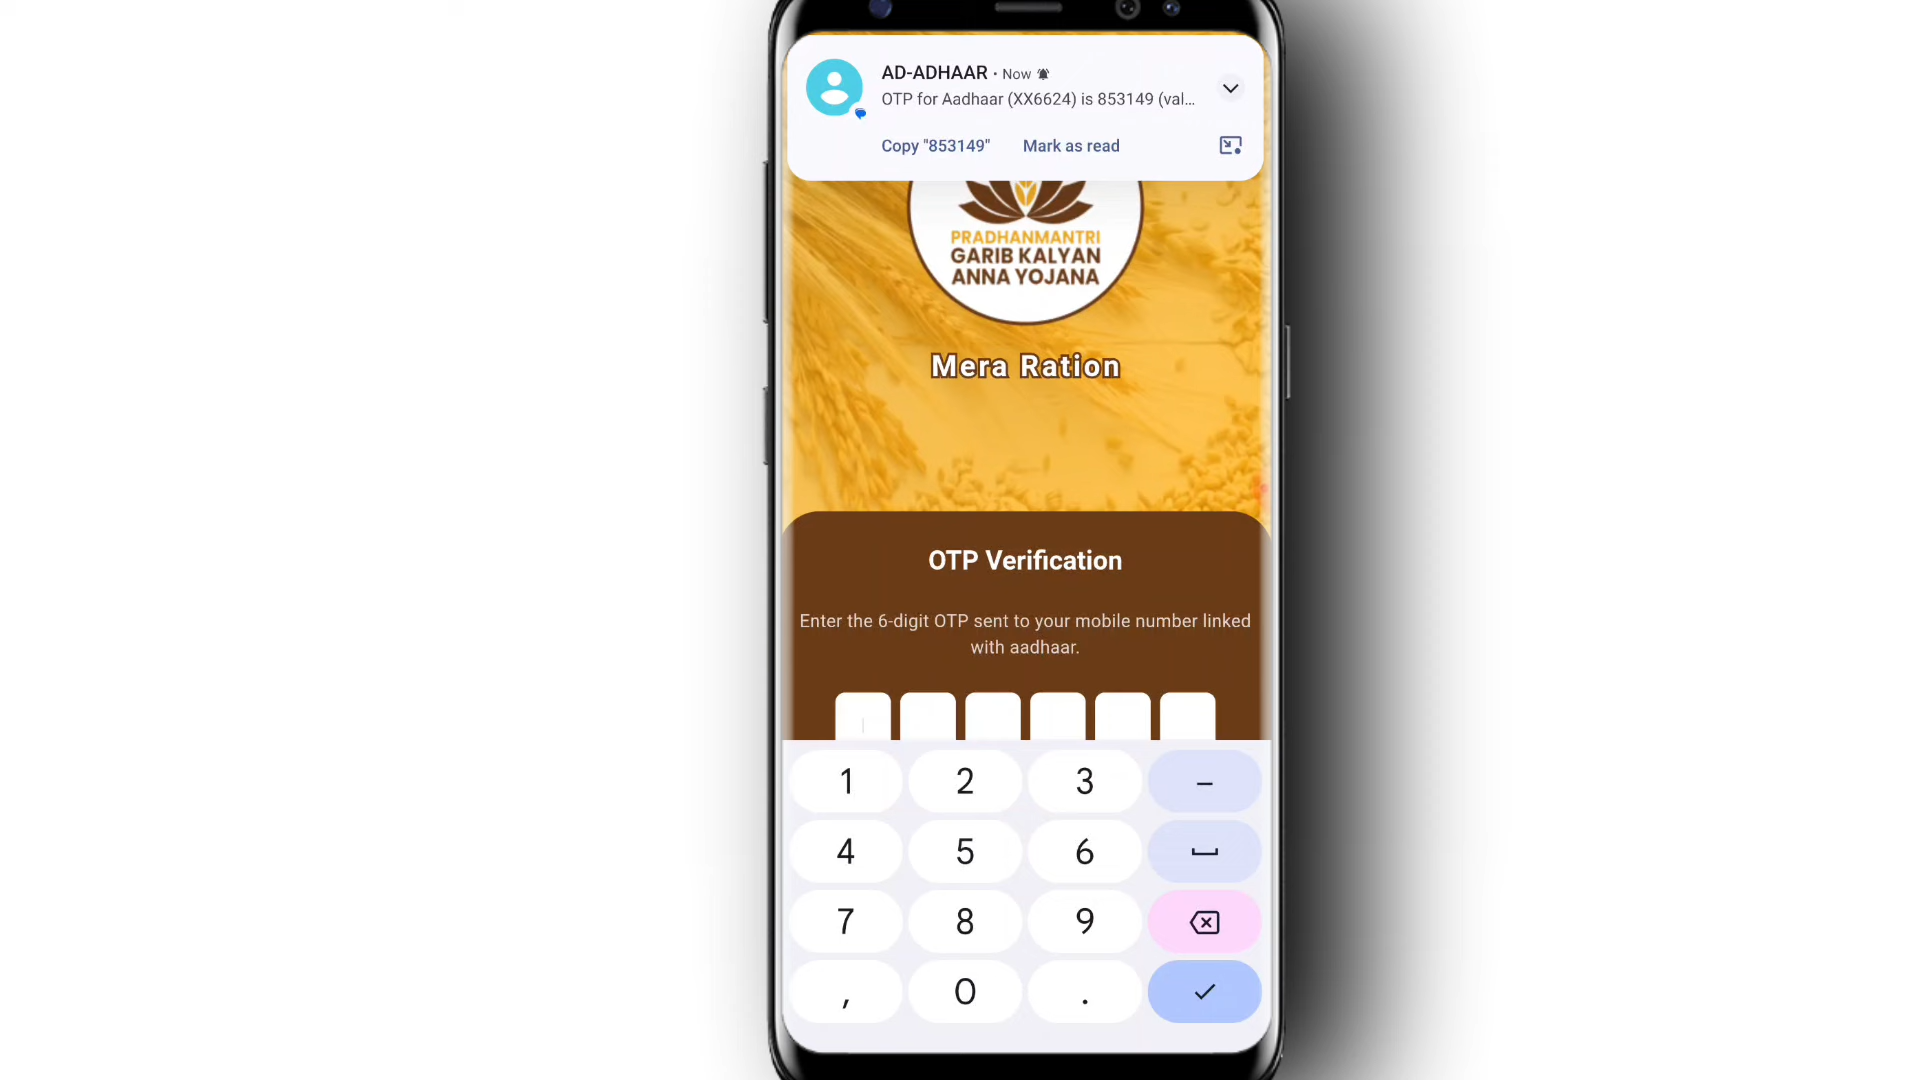 AD-ADHAAR • Now
OTP for Aadhaar (XX6624) is 853149 (val...
Copy "853149" Mark as read
PRADHANMANTRI
GARIB KALYAN
ANNA YOJANA
Mera Ration
OTP Verification
Enter the 6-digit OTP sent to your mobile number linked
with aadhaar.
1 2 3 –
4 5 6
7 8 9
, 0 .